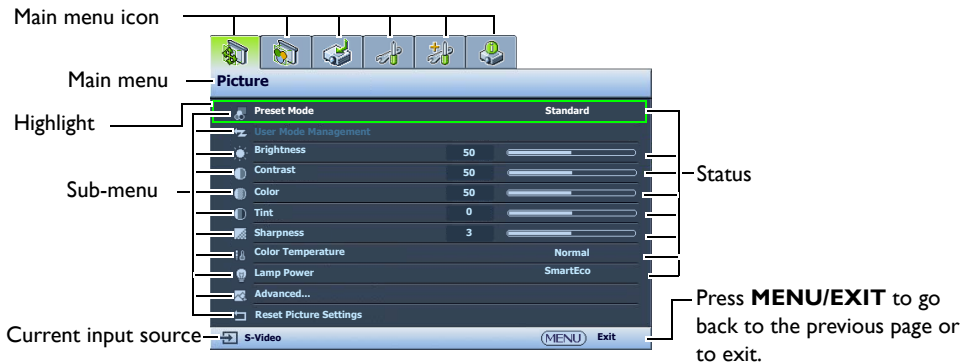 Main menu icon
Main menu
Picture
Highlight
Preset Mode Standard
User Mode Management
Brightness 50
Contrast 50
Status
Sub-menu
Color 50
Tint 0
Sharpness 3
Color Temperature Normal
Lamp Power SmartEco
Advanced...
Reset Picture Settings
Current input source
S-Video MENU Exit
Press MENU/EXIT to go
back to the previous page or
to exit.